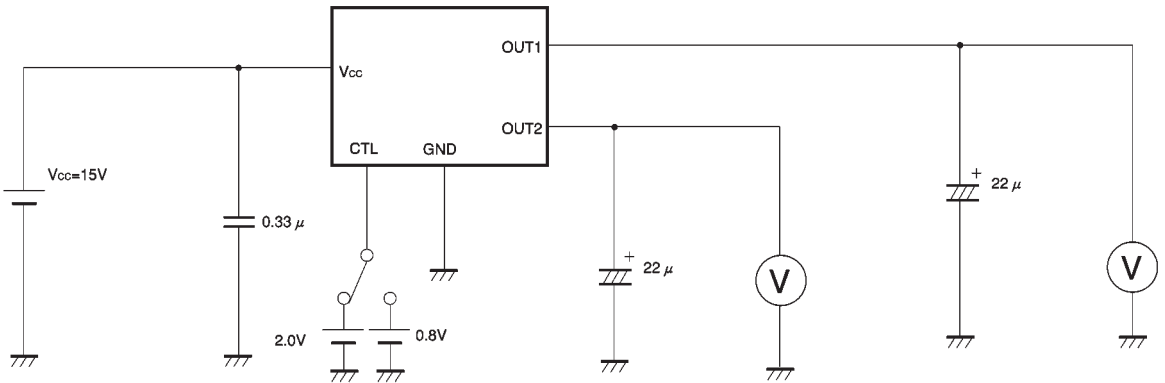 OUT1
Vcc
OUT2
CTL
GND
Vcc=15V
+
22 μ
0.33 μ
+
22 μ
V
V
2.0V
0.8V